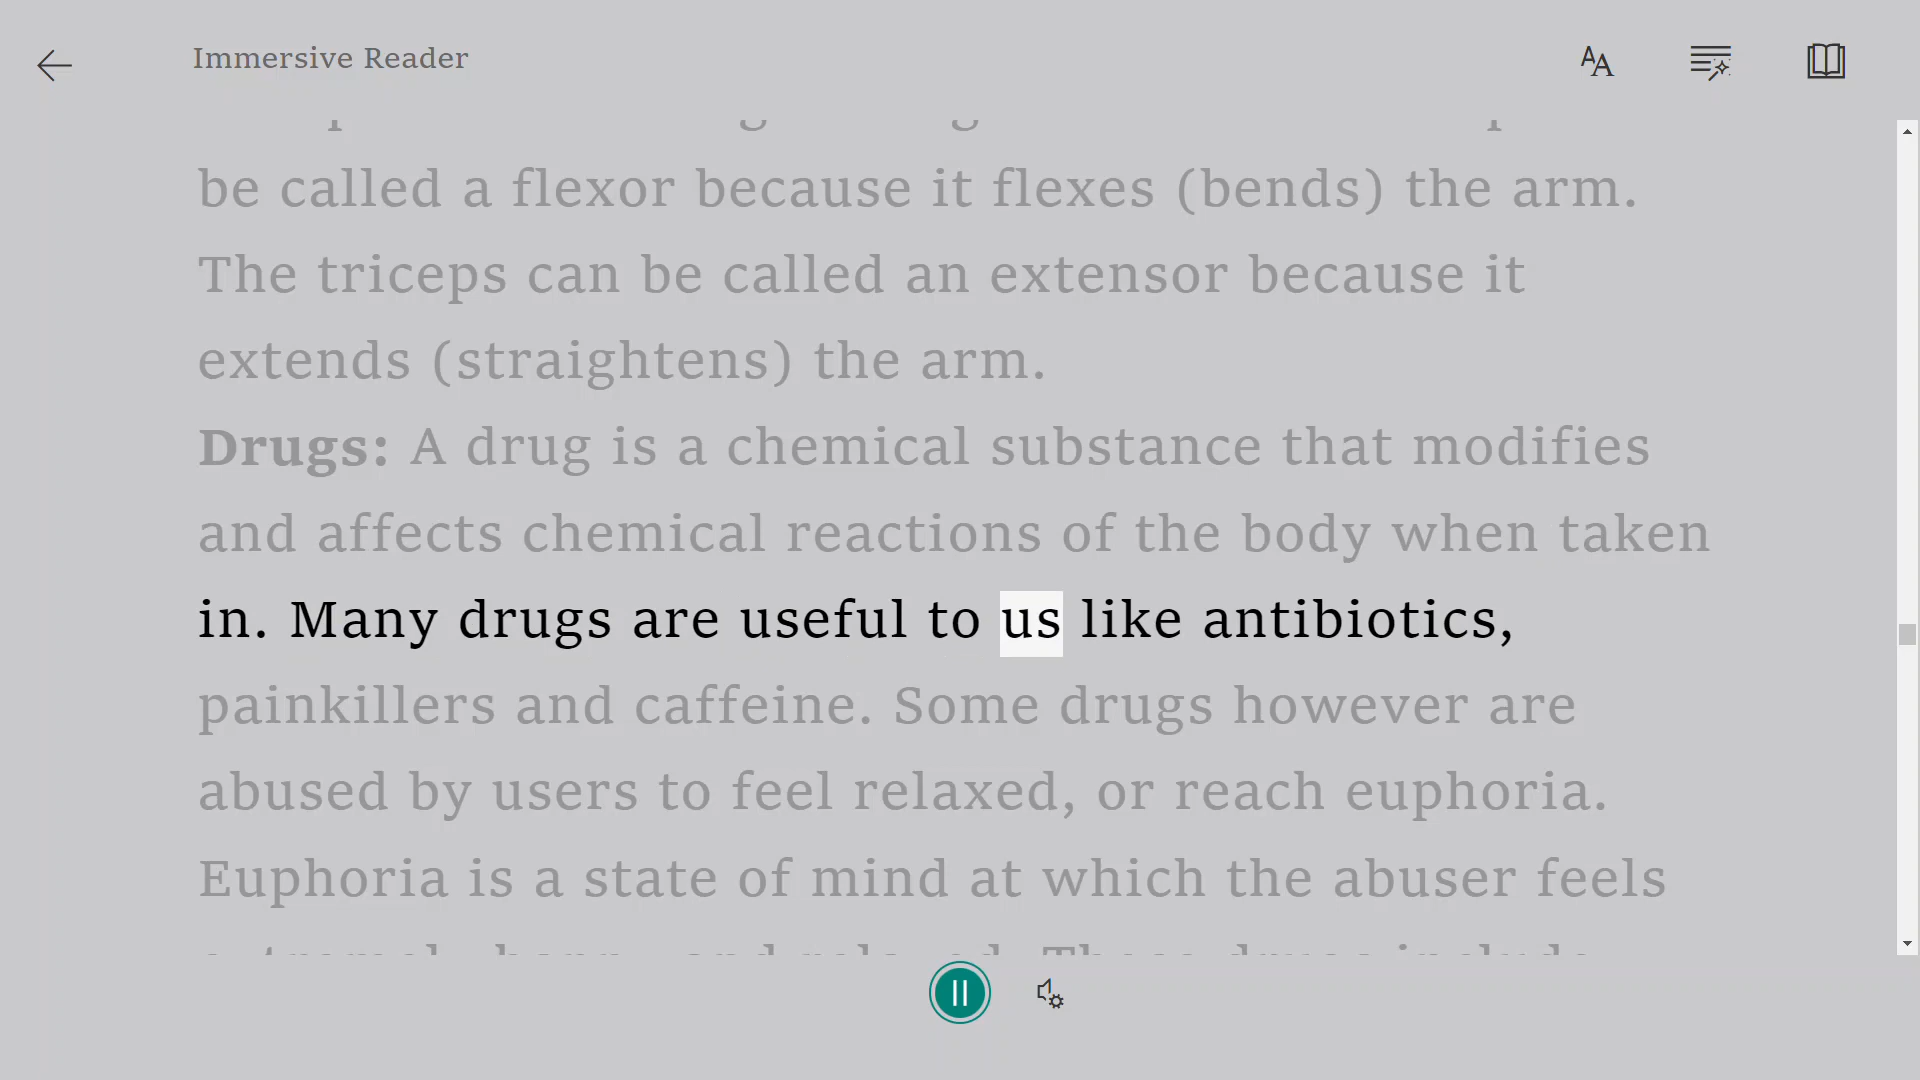 Immersive Reader
be called a flexor because it flexes (bends) the arm.
The triceps can be called an extensor because it
extends (straightens) the arm.
Drugs: A drug is a chemical substance that modifies
and affects chemical reactions of the body when taken
in. Many drugs are useful to us like antibiotics,
painkillers and caffeine. Some drugs however are
abused by users to feel relaxed, or reach euphoria.
Euphoria is a state of mind at which the abuser feels